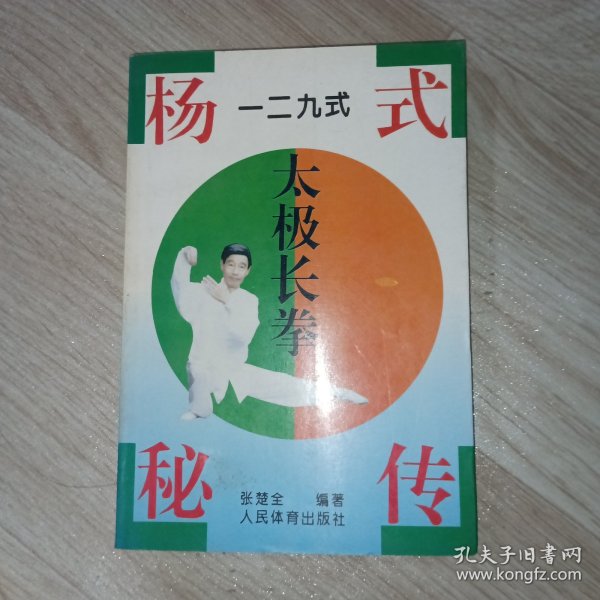 杨式
一二九式
太极长拳
秘传
张楚全 编著
人民体育出版社
孔夫子旧书网
www.kongfz.com